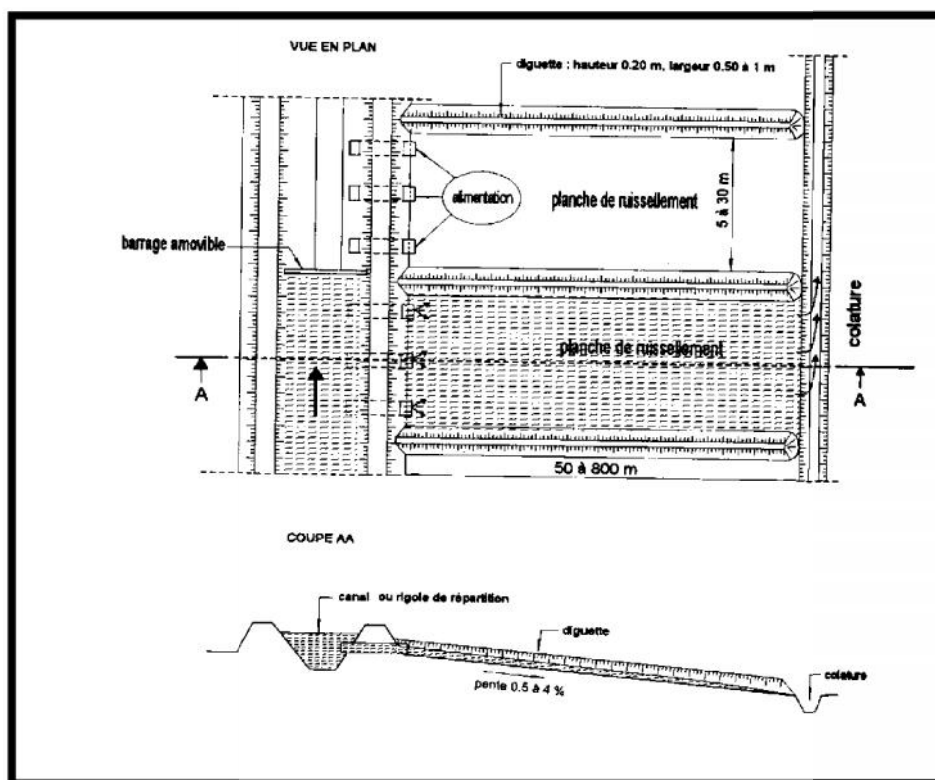 VUE EN PLAN
diguette : hauteur 0.20 m, largeur 0.50 à 1 m
alimentation
planche de ruissellement
5 à 30 m
barrage amovible
planche de ruissellement
colature
A
A
50 à 800 m
COUPE AA
canal ou rigole de répartition
diguette
pente 0.5 à 4 %
colature